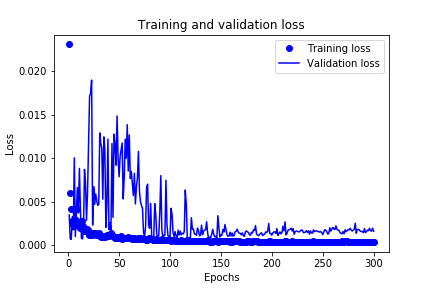 Training and validation loss
Training loss
Validation loss
0.020
0.015
0.010
0.005
0.000
Loss
0 50 100 150 200 250 300
Epochs